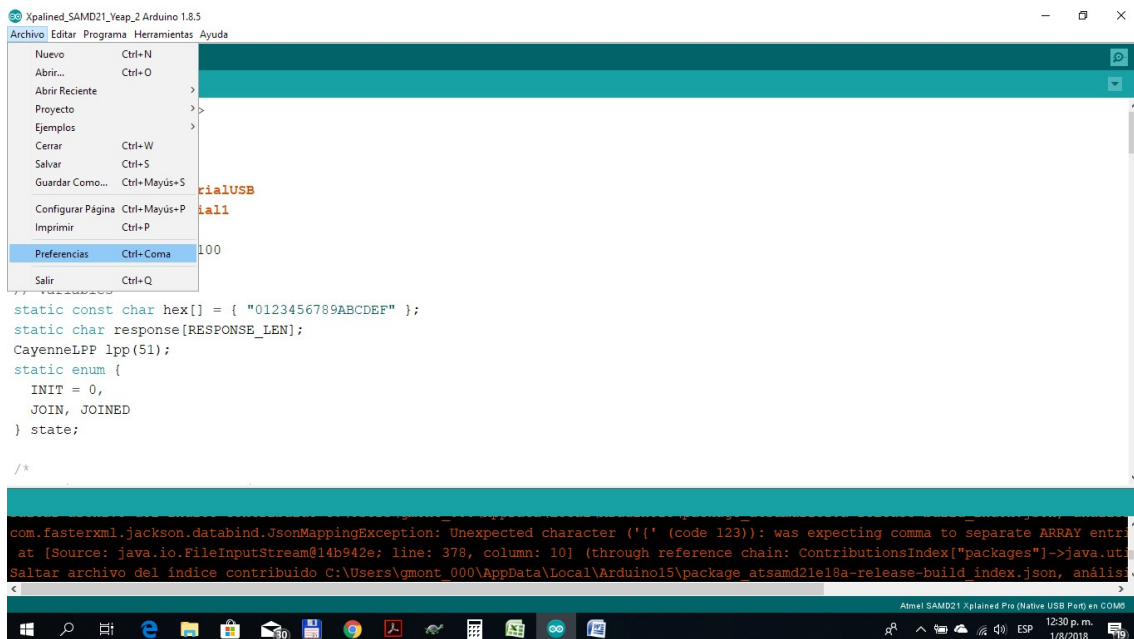 Xpalined_SAMD21_Yeap_2 Arduino 1.8.5
Archivo Editar Programa Herramientas Ayuda
Nuevo Ctrl+N
Abrir... Ctrl+O
Abrir Reciente
Proyecto
Ejemplos
Cerrar Ctrl+W
Salvar Ctrl+S
Guardar Como... Ctrl+Mayús+S
Configurar Página Ctrl+Mayús+P
Imprimir Ctrl+P
Preferencias Ctrl+Coma
Salir Ctrl+Q
>
rialUSB
ial1
100
static const char hex[] = { "0123456789ABCDEF" };
static char response[RESPONSE_LEN];
CayenneLPP lpp(51);
static enum {
INIT = 0,
JOIN, JOINED
} state;
/*
com.fasterxml.jackson.databind.JsonMappingException: Unexpected character ('{' (code 123)): was expecting comma to separate ARRAY entri
at [Source: java.io.FileInputStream@14b942e; line: 378, column: 10] (through reference chain: ContributionsIndex["packages"]->java.uti
Saltar archivo del índice contribuido C:\Users\gmont_000\AppData\Local\Arduino15\package_atsamd21e18a-release-build_index.json, análisi
Atmel SAMD21 Xplained Pro (Native USB Port) en COM6
30
ESP
12:30 p. m.
1/8/2018
19